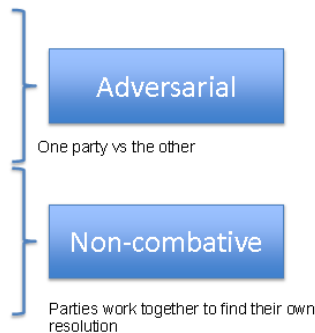 Adversarial
One party vs the other
Non-combative
Parties work together to find their own
resolution